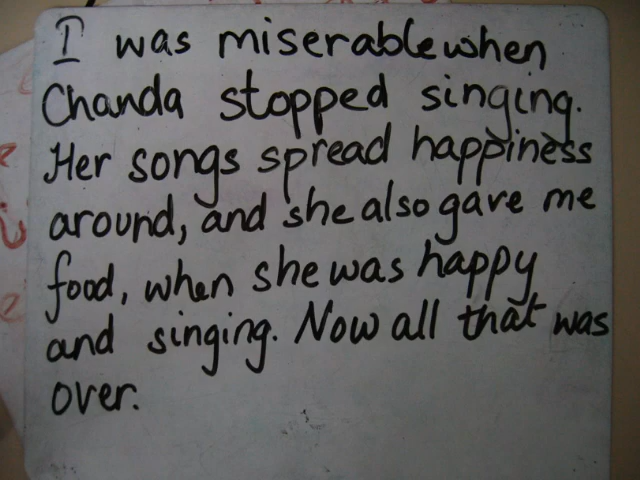 I was miserable when
Chanda stopped singing.
Her songs spread happiness
around, and she also gave me
food, when she was happy
and singing. Now all that was
over.